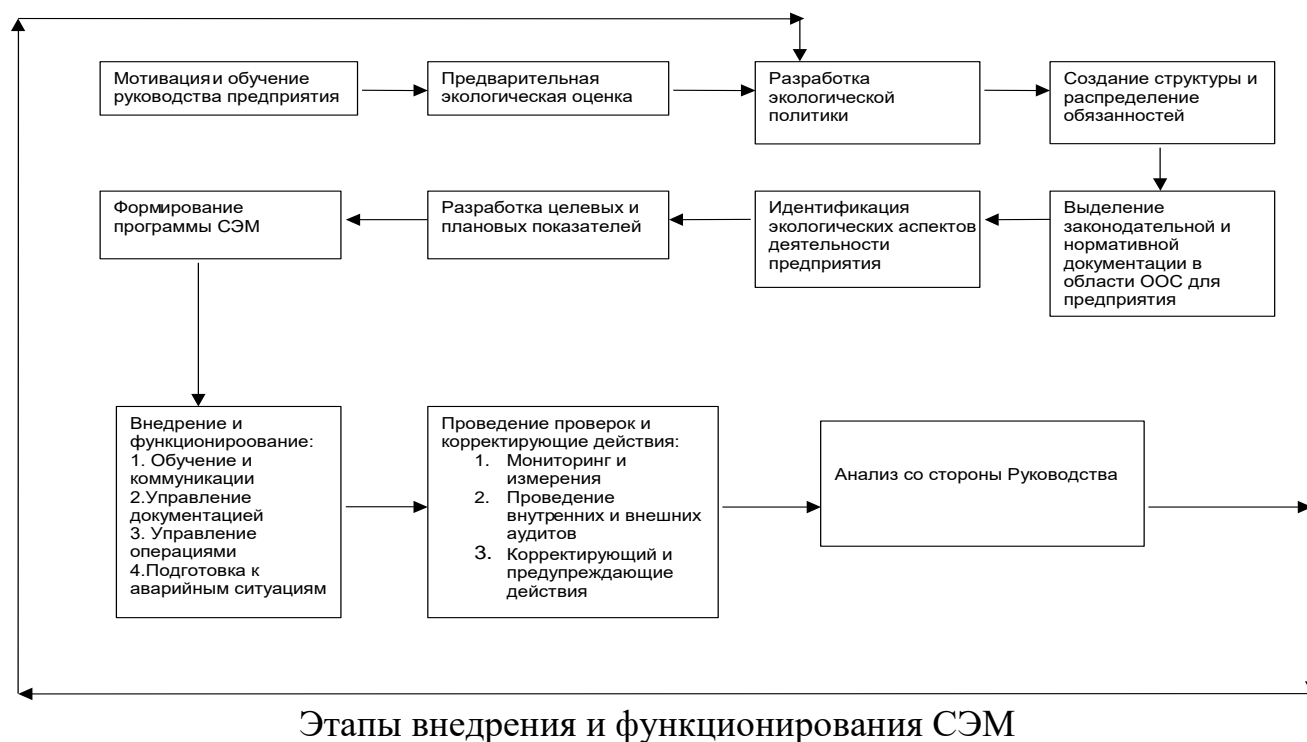 Мотивация и обучение
руководства предприятия
Предварительная
экологическая оценка
Разработка
экологической
политики
Создание структуры и
распределение
обязанностей
Формирование
программы СЭМ
Разработка целевых и
плановых показателей
Идентификация
экологических аспектов
деятельности
предприятия
Выделение
законодательной и
нормативной
документации в
области ООС для
предприятия
Внедрение и
функционироование:
1. Обучение и
коммуникации
2.Управление
документацией
3. Управление
операциями
4.Подготовка к
аварийным ситуациям
Проведение проверок и
корректирующие действия:
1. Мониторинг и
измерения
2. Проведение
внутренних и внешних
аудитов
3. Корректирующий и
предупреждающие
действия
Анализ со стороны Руководства
Этапы внедрения и функционирования СЭМ